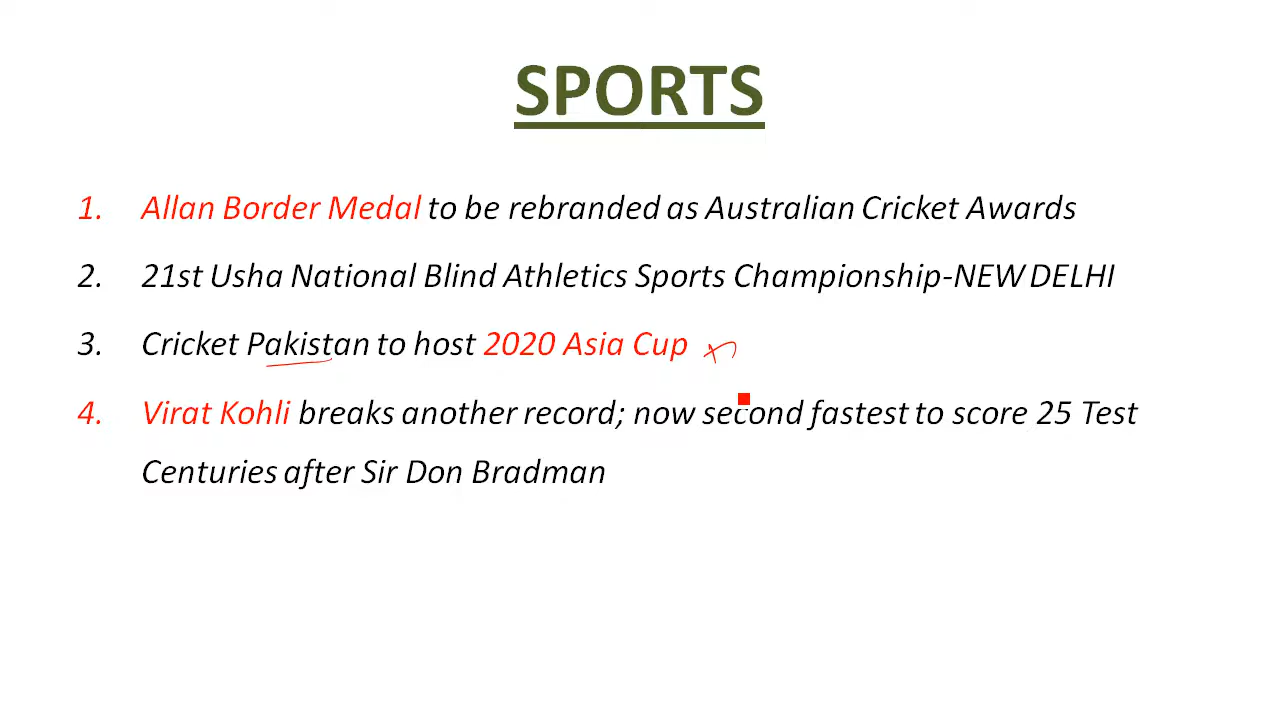 SPORTS
1. Allan Border Medal to be rebranded as Australian Cricket Awards
2. 21st Usha National Blind Athletics Sports Championship-NEW DELHI
3. Cricket Pakistan to host 2020 Asia Cup
4. Virat Kohli breaks another record; now second fastest to score 25 Test
Centuries after Sir Don Bradman